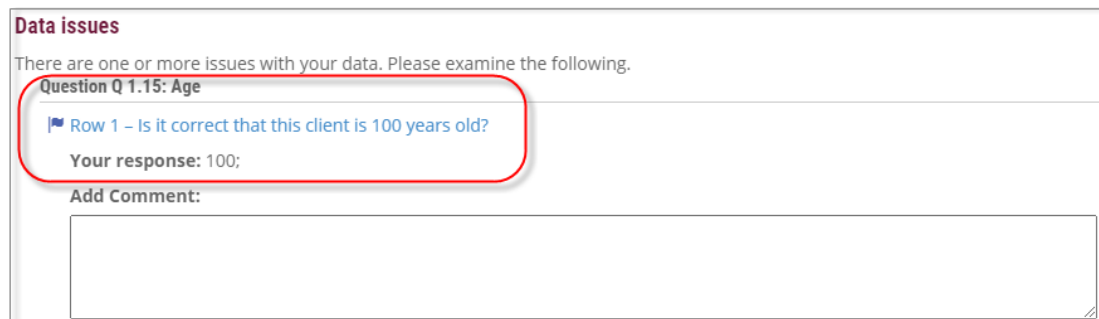 Data issues
There are one or more issues with your data. Please examine the following.
Question Q 1.15: Age
Row 1 – Is it correct that this client is 100 years old?
Your response: 100;
Add Comment: